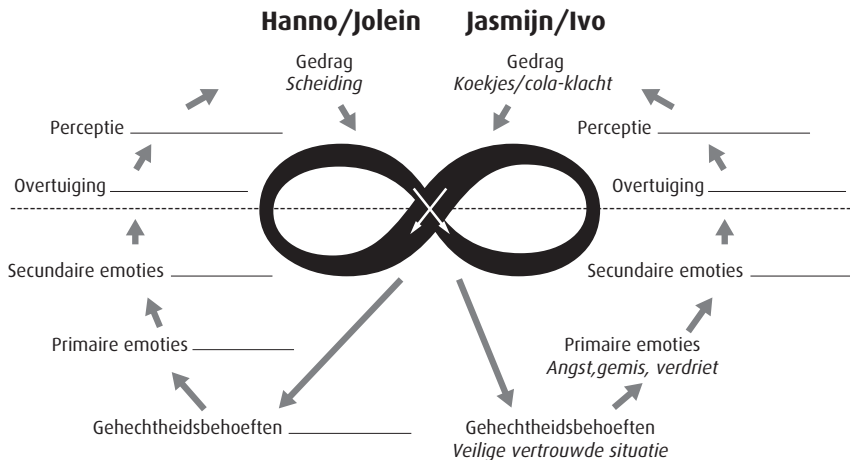 Hanno/Jolein
Jasmijn/Ivo
Gedrag
Scheiding
Gedrag
Koekjes/cola-klacht
Perceptie
Perceptie
Overtuiging
Overtuiging
Secundaire emoties
Secundaire emoties
Primaire emoties
Primaire emoties
Angst,gemis, verdriet
Gehechtheidsbehoeften
Gehechtheidsbehoeften
Veilige vertrouwde situatie